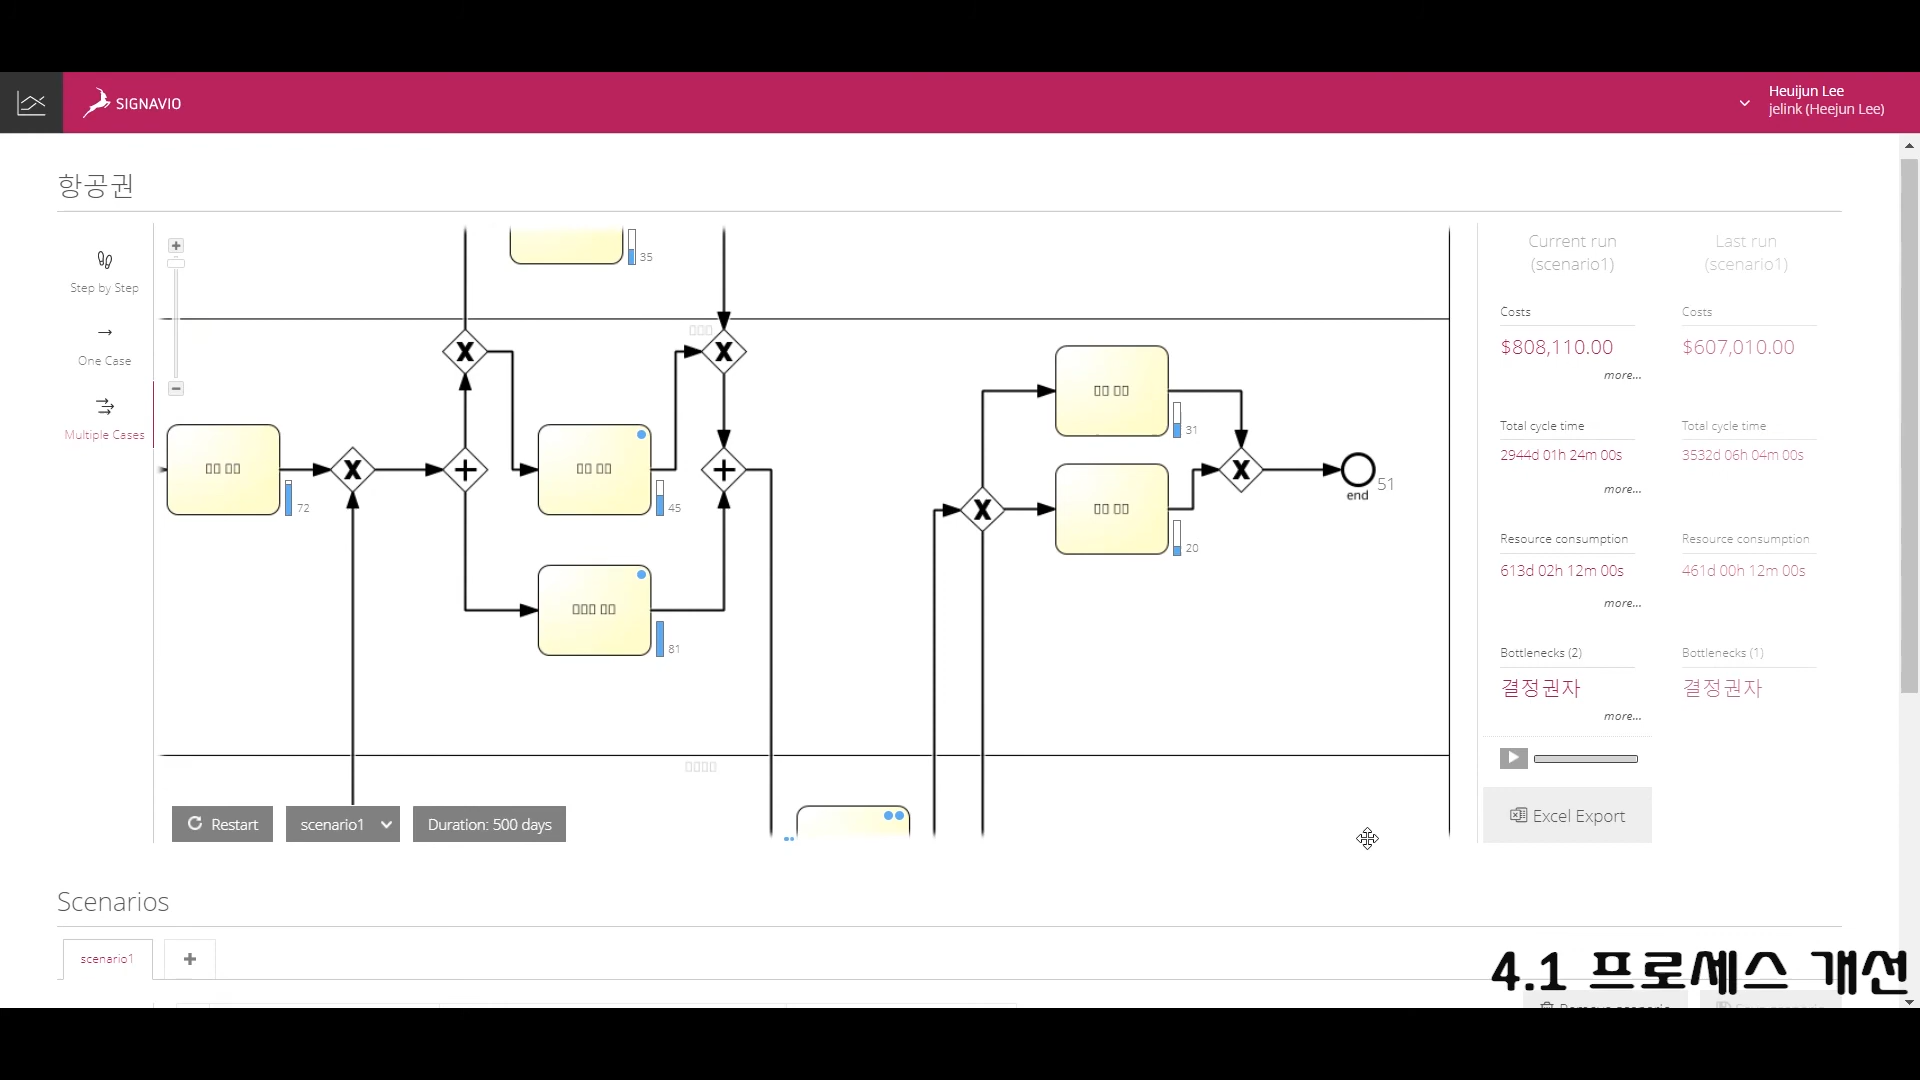 SIGNAVIO
Heuijun Lee
jelink (Heejun Lee)
항공권
Step by Step
One Case
Multiple Cases
35
72
45
81
31
20
end
51
Restart
scenario1
Duration: 500 days
Current run
(scenario1)
Costs
$808,110.00
more...
Total cycle time
2944d 01h 24m 00s
more...
Resource consumption
613d 02h 12m 00s
more...
Bottlenecks (2)
결정권자
more...
Last run
(scenario1)
Costs
$607,010.00
Total cycle time
3532d 06h 04m 00s
Resource consumption
461d 00h 12m 00s
Bottlenecks (1)
결정권자
Excel Export
Scenarios
scenario1
4.1 프로세스 개선